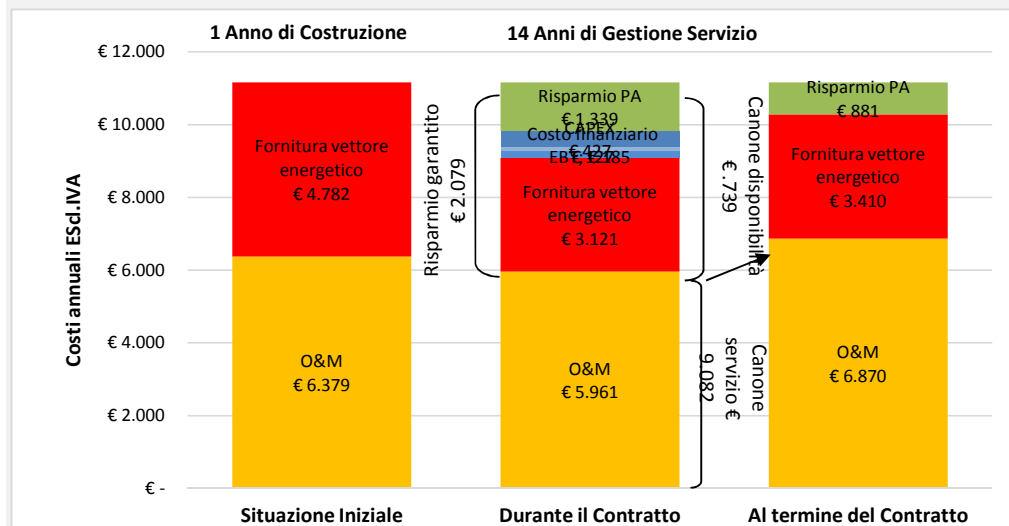 1 Anno di Costruzione
14 Anni di Gestione Servizio
Costi annuali EScl.IVA
€ 12.000
€ 10.000
€ 8.000
€ 6.000
€ 4.000
€ 2.000
€ -
Fornitura vettore
energetico
€ 4.782
O&M
€ 6.379
Situazione Iniziale
Risparmio garantito
€ 2.079
Risparmio PA
€ 1.339
CAPEX
Costo finanziario
€ 427
Fornitura vettore
energetico
€ 3.121
O&M
€ 5.961
Durante il Contratto
Canone disponibilità
€ .739
Canone
servizio €
9.082
Risparmio PA
€ 881
Fornitura vettore
energetico
€ 3.410
O&M
€ 6.870
Al termine del Contratto